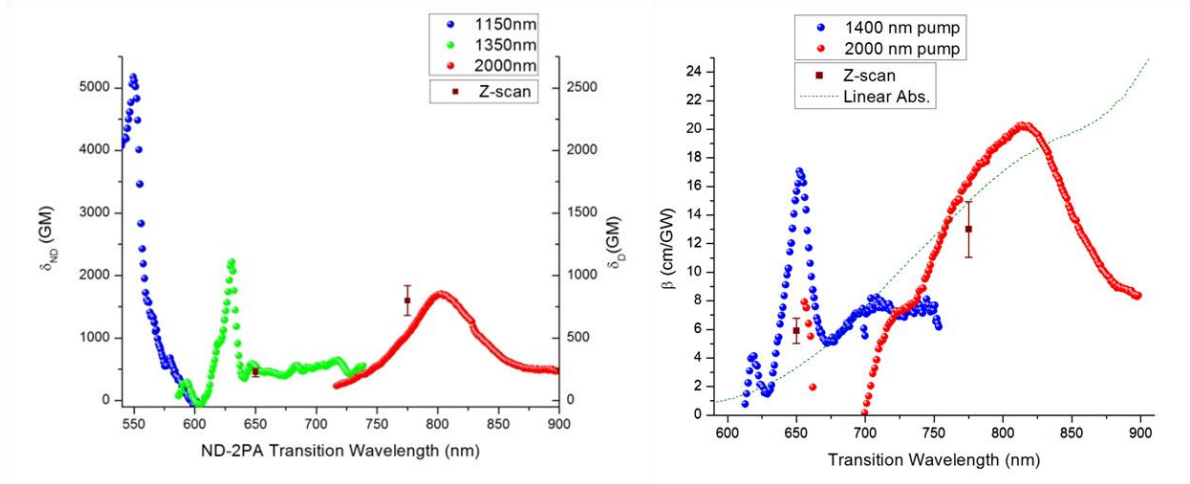 1150nm
1350nm
2000nm
Z-scan
5000
4000
3000
2000
1000
0
δND (GM)
2500
2000
1500
1000
500
0
δD(GM)
550 600 650 700 750 800 850 900
ND-2PA Transition Wavelength (nm)
1400 nm pump
2000 nm pump
Z-scan
Linear Abs.
24
22
20
18
16
14
12
10
8
6
4
2
0
β (cm/GW)
600 650 700 750 800 850 900
Transition Wavelength (nm)